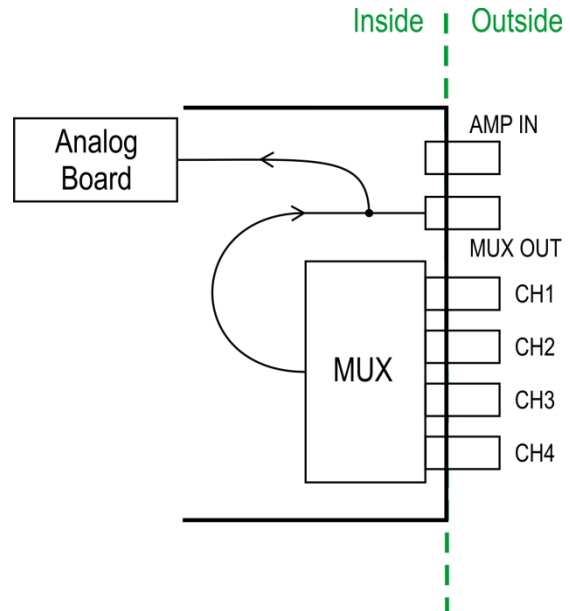 Inside
Outside
AMP IN
Analog
Board
MUX OUT
CH1
CH2
MUX
CH3
CH4